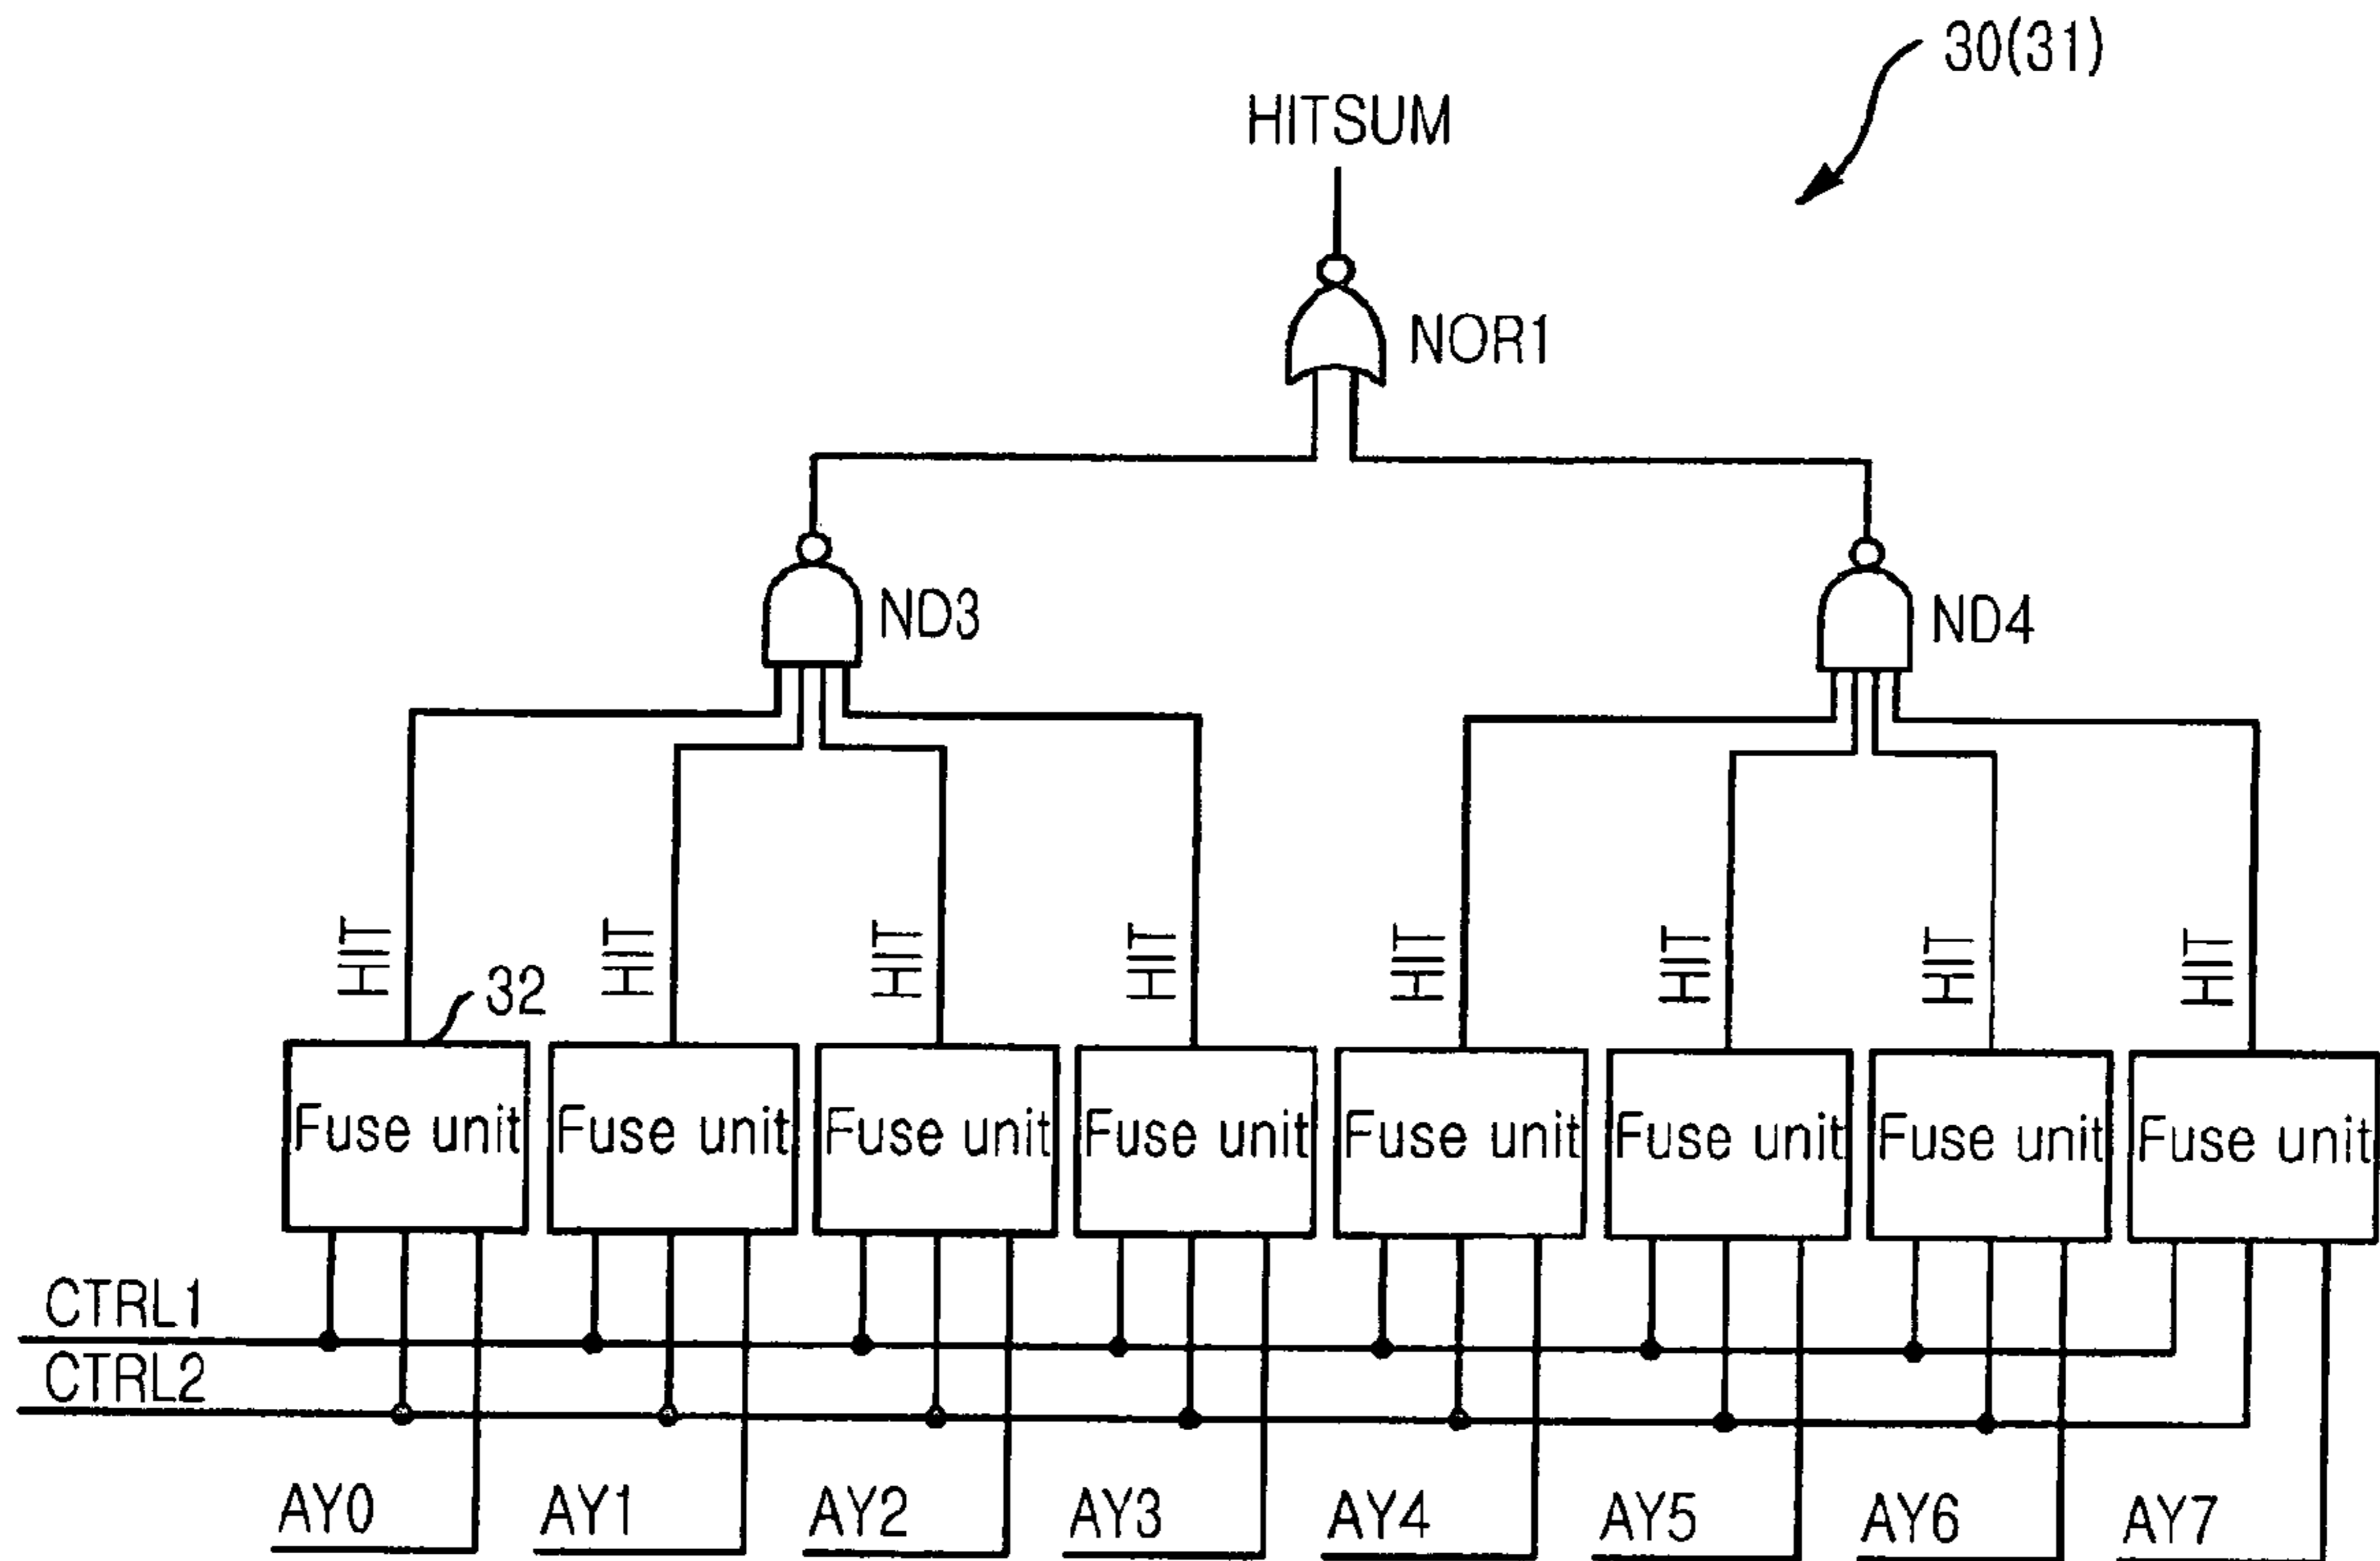 30(31)
HITSUM
NOR1
ND3
ND4
HIT HIT HIT HIT HIT HIT HIT HIT
32
Fuse unit Fuse unit Fuse unit Fuse unit Fuse unit Fuse unit Fuse unit Fuse unit
CTRL1
CTRL2
AY0 AY1 AY2 AY3 AY4 AY5 AY6 AY7